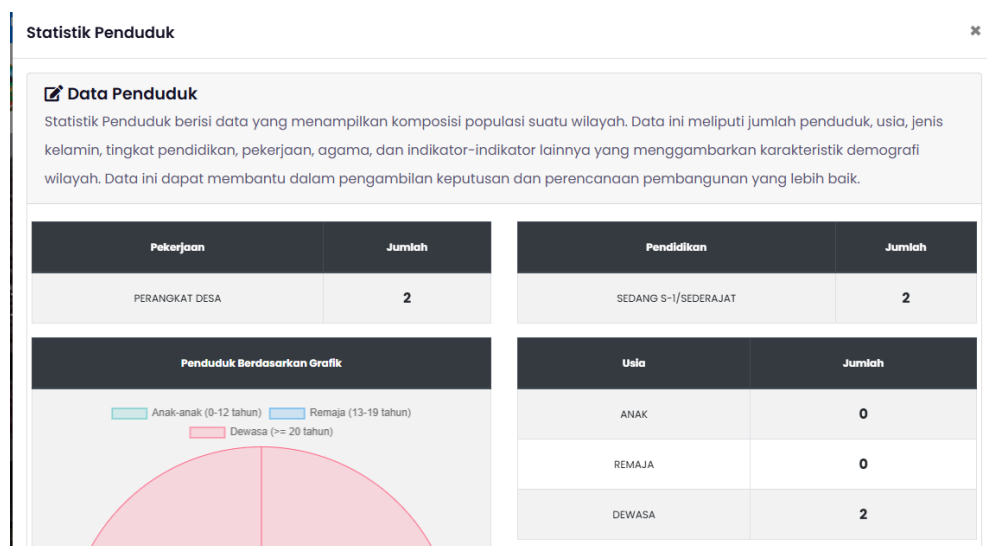 Statistik Penduduk
Data Penduduk
Statistik Penduduk berisi data yang menampilkan komposisi populasi suatu wilayah. Data ini meliputi jumlah penduduk, usia, jenis
kelamin, tingkat pendidikan, pekerjaan, agama, dan indikator-indikator lainnya yang menggambarkan karakteristik demografi
wilayah. Data ini dapat membantu dalam pengambilan keputusan dan perencanaan pembangunan yang lebih baik.
Pekerjaan Jumlah
PERANGKAT DESA 2
Pendidikan Jumlah
SEDANG S-1/SEDERAJAT 2
Penduduk Berdasarkan Grafik
Anak-anak (0-12 tahun) Remaja (13-19 tahun)
Dewasa (>= 20 tahun)
Usia Jumlah
ANAK 0
REMAJA 0
DEWASA 2